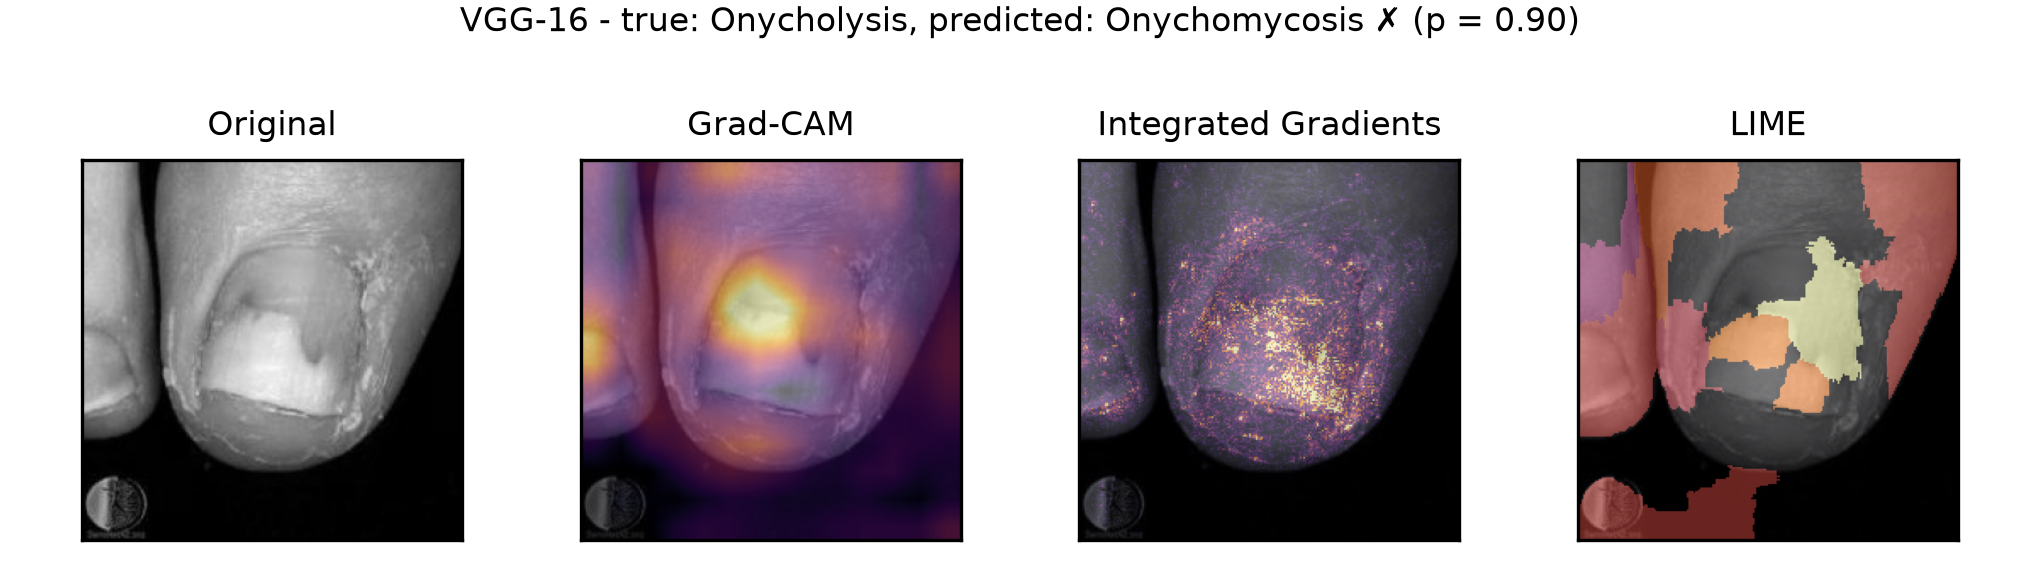 VGG-16 - true: Onycholysis, predicted: Onychomycosis ✗ (p = 0.90)
Original
Grad-CAM
Integrated Gradients
LIME